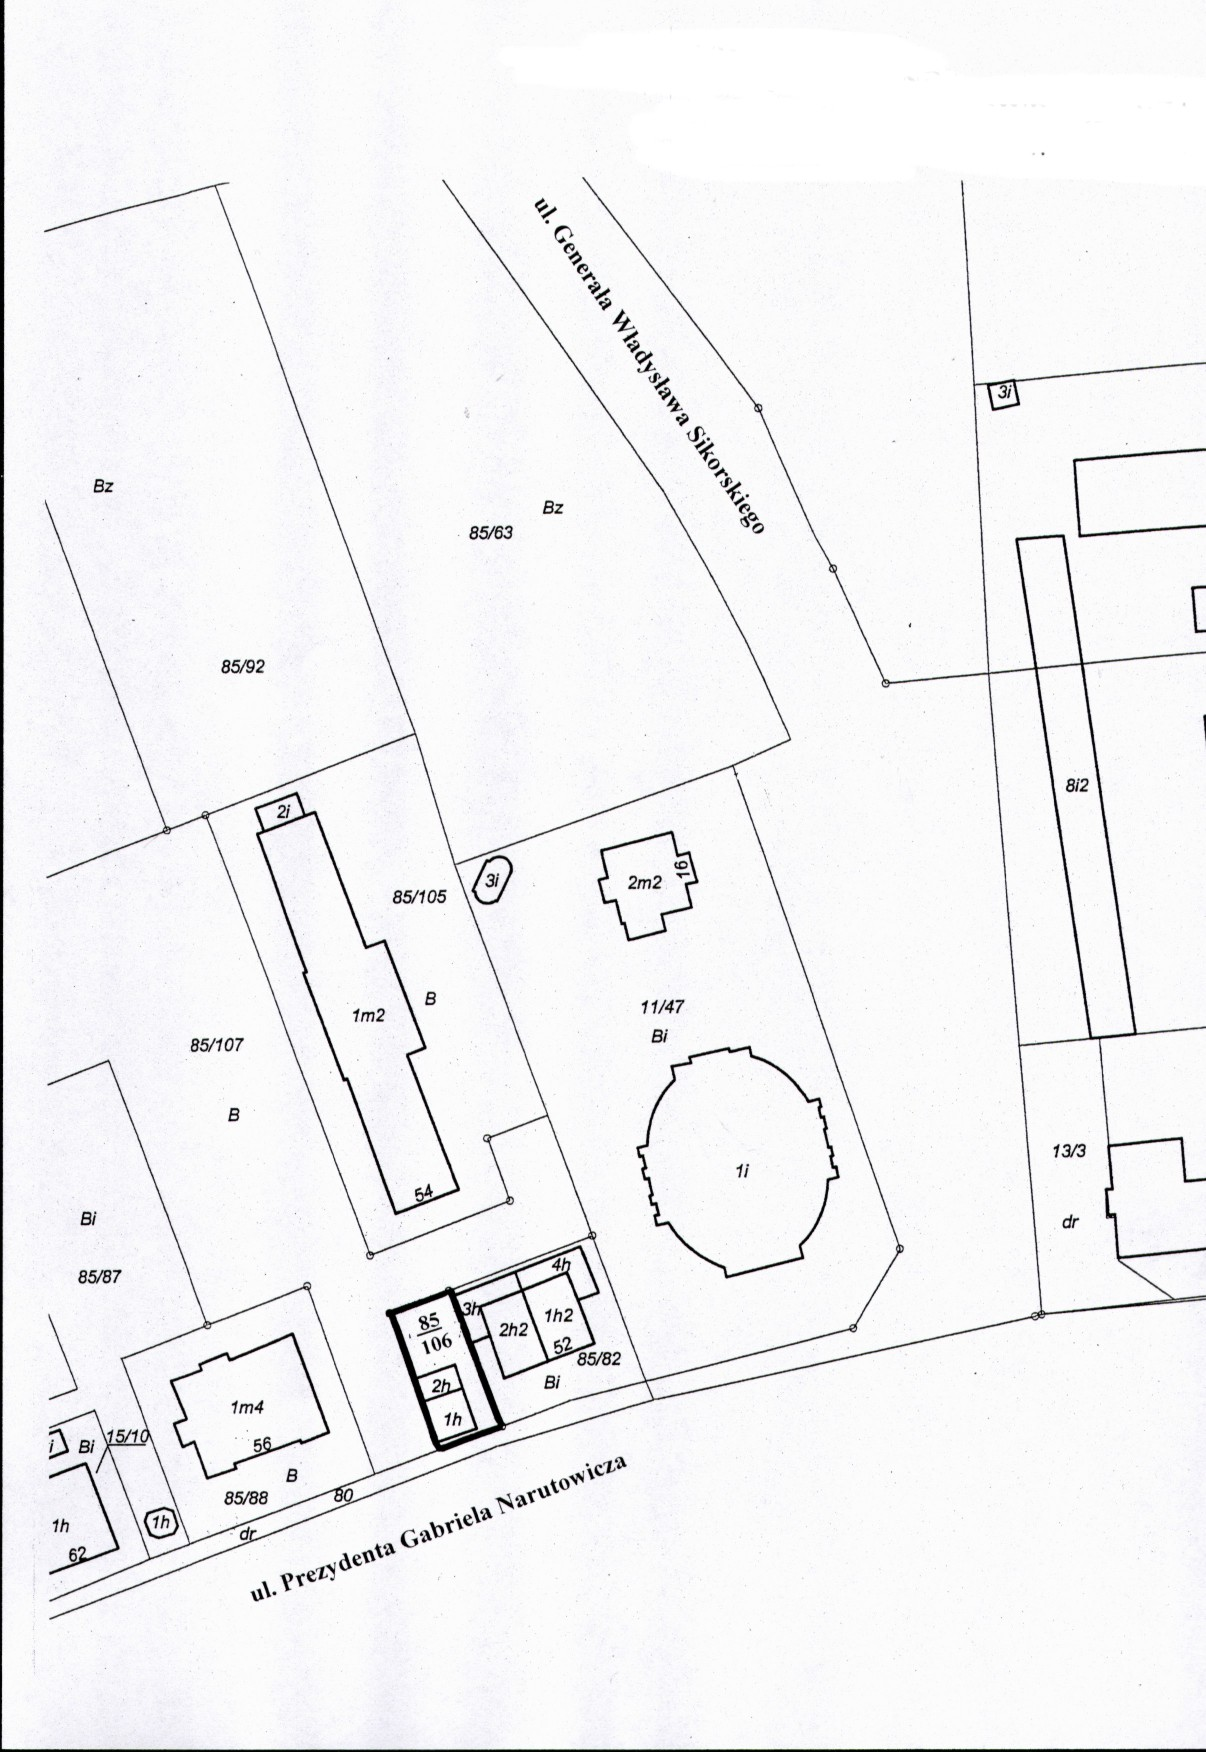 ul. Generała Władysława Sikorskiego
3i
Bz
85/63
Bz
85/92
8i2
2i
3i
2m2
16
85/105
B
1m2
11/47
Bi
85/107
B
1i
13/3
dr
54
Bi
85/87
4h
3h
85
106
2h2
1h2
52
85/82
Bi
2h
1h
1m4
56
B
85/88
80
dr
i
Bi
15/10
1h
62
1h
ul. Prezydenta Gabriela Narutowicza